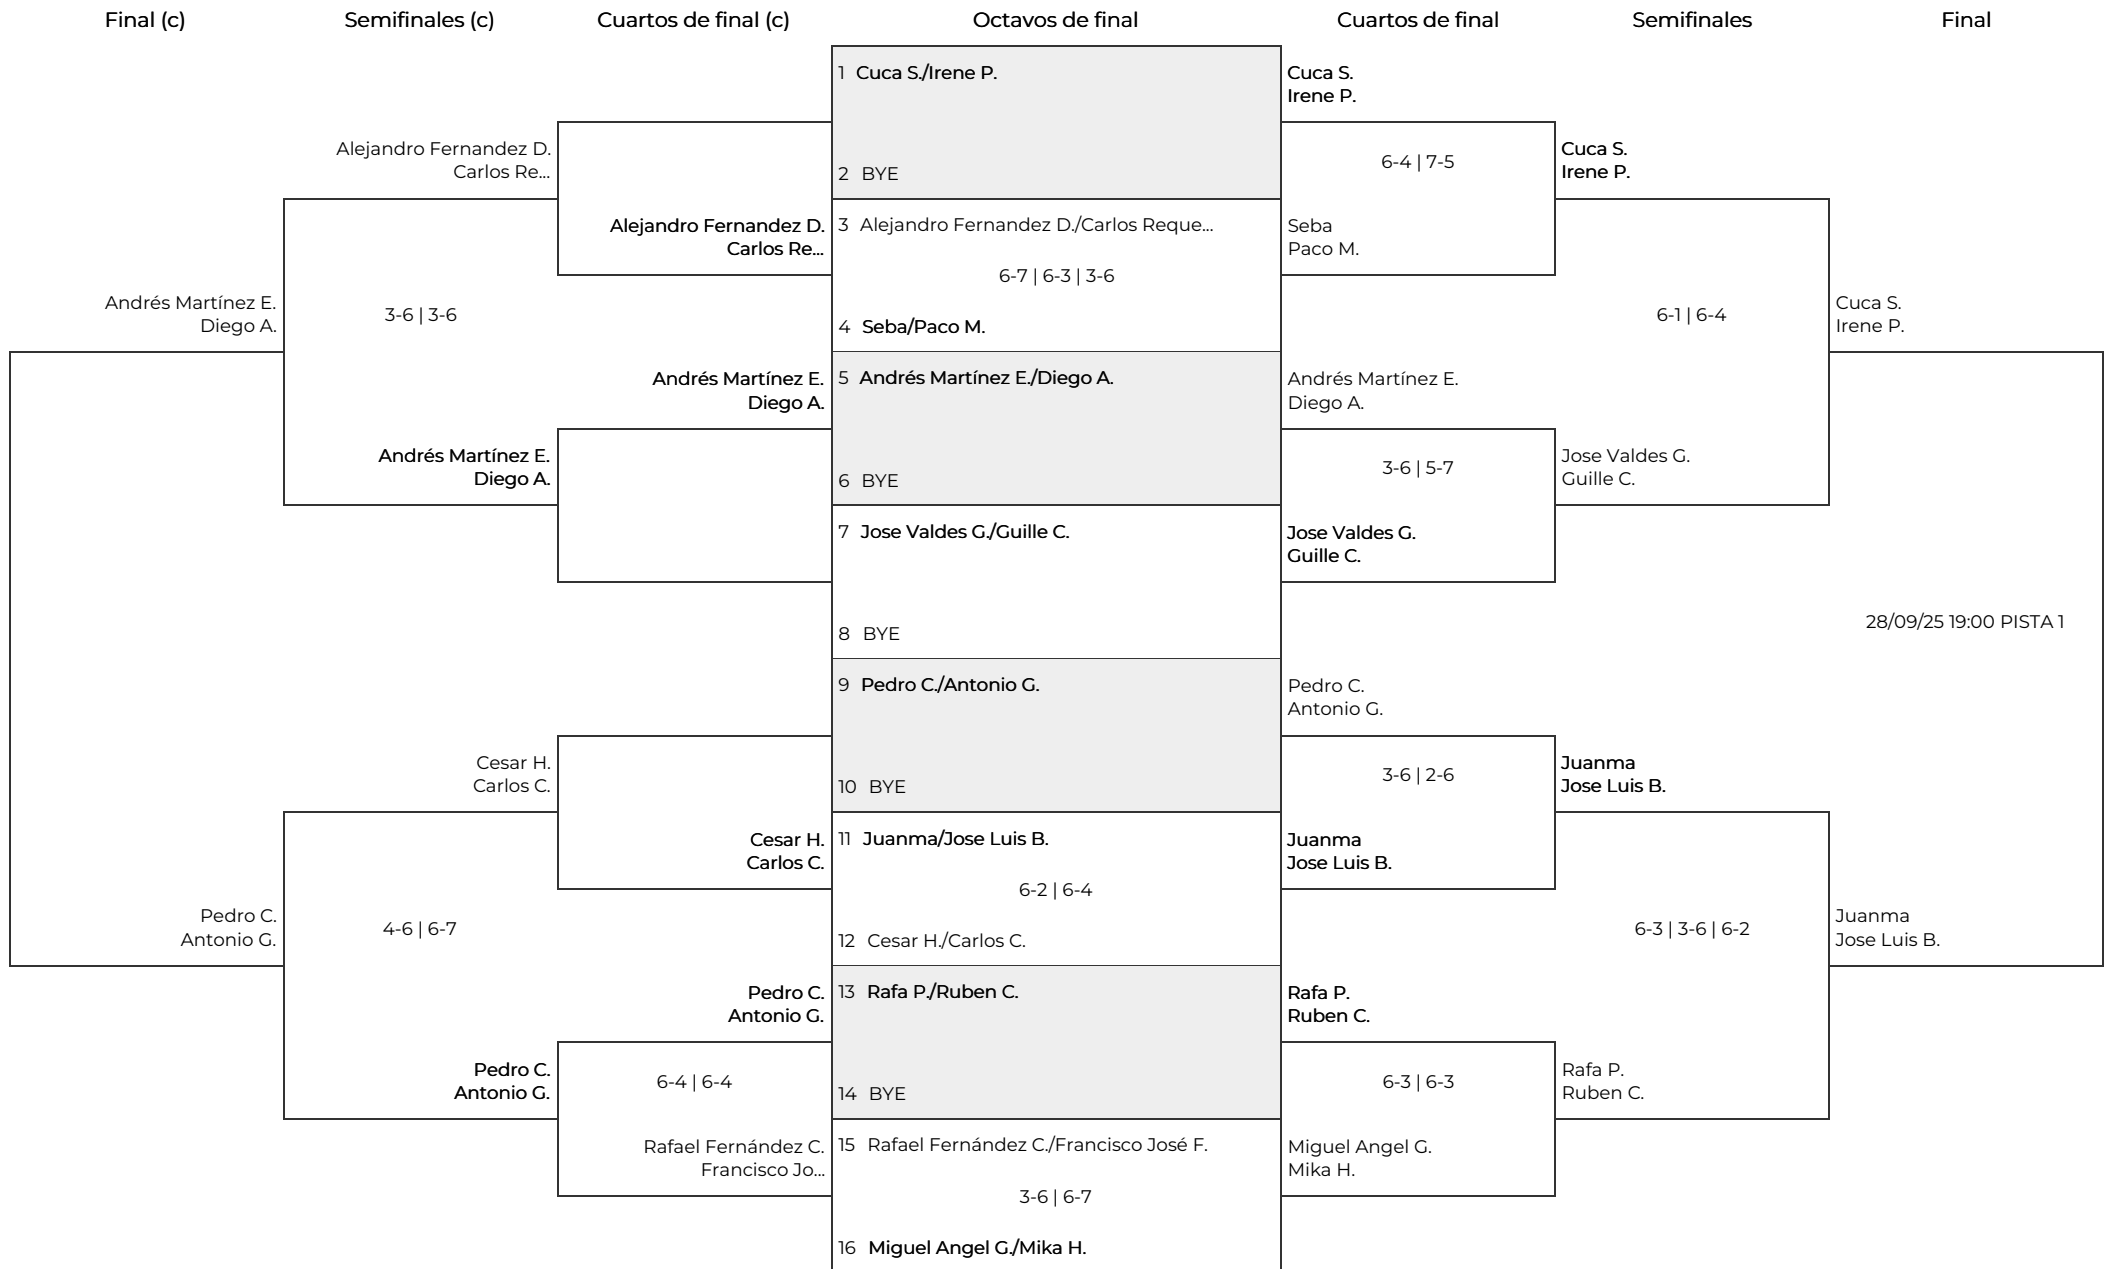 Final (c) Semifinales (c) Cuartos de final (c) Octavos de final Cuartos de final Semifinales Final
Andrés Martínez E.
Diego A.
Pedro C.
Antonio G.
Alejandro Fernandez D.
Carlos Re...
3-6 | 3-6
Andrés Martínez E.
Diego A.
Cesar H.
Carlos C.
4-6 | 6-7
Pedro C.
Antonio G.
Alejandro Fernandez D.
Carlos Re...
Andrés Martínez E.
Diego A.
Cesar H.
Carlos C.
Pedro C.
Antonio G.
6-4 | 6-4
Rafael Fernández C.
Francisco Jo...
1 Cuca S./Irene P.
2 BYE
3 Alejandro Fernandez D./Carlos Reque...
6-7 | 6-3 | 3-6
4 Seba/Paco M.
5 Andrés Martínez E./Diego A.
6 BYE
7 Jose Valdes G./Guille C.
8 BYE
9 Pedro C./Antonio G.
10 BYE
11 Juanma/Jose Luis B.
6-2 | 6-4
12 Cesar H./Carlos C.
13 Rafa P./Ruben C.
14 BYE
15 Rafael Fernández C./Francisco José F.
3-6 | 6-7
16 Miguel Angel G./Mika H.
Cuca S.
Irene P.
6-4 | 7-5
Seba
Paco M.
Andrés Martínez E.
Diego A.
3-6 | 5-7
Jose Valdes G.
Guille C.
Pedro C.
Antonio G.
3-6 | 2-6
Juanma
Jose Luis B.
Rafa P.
Ruben C.
6-3 | 6-3
Miguel Angel G.
Mika H.
Cuca S.
Irene P.
6-1 | 6-4
Jose Valdes G.
Guille C.
Juanma
Jose Luis B.
6-3 | 3-6 | 6-2
Rafa P.
Ruben C.
Cuca S.
Irene P.
28/09/25 19:00 PISTA 1
Juanma
Jose Luis B.